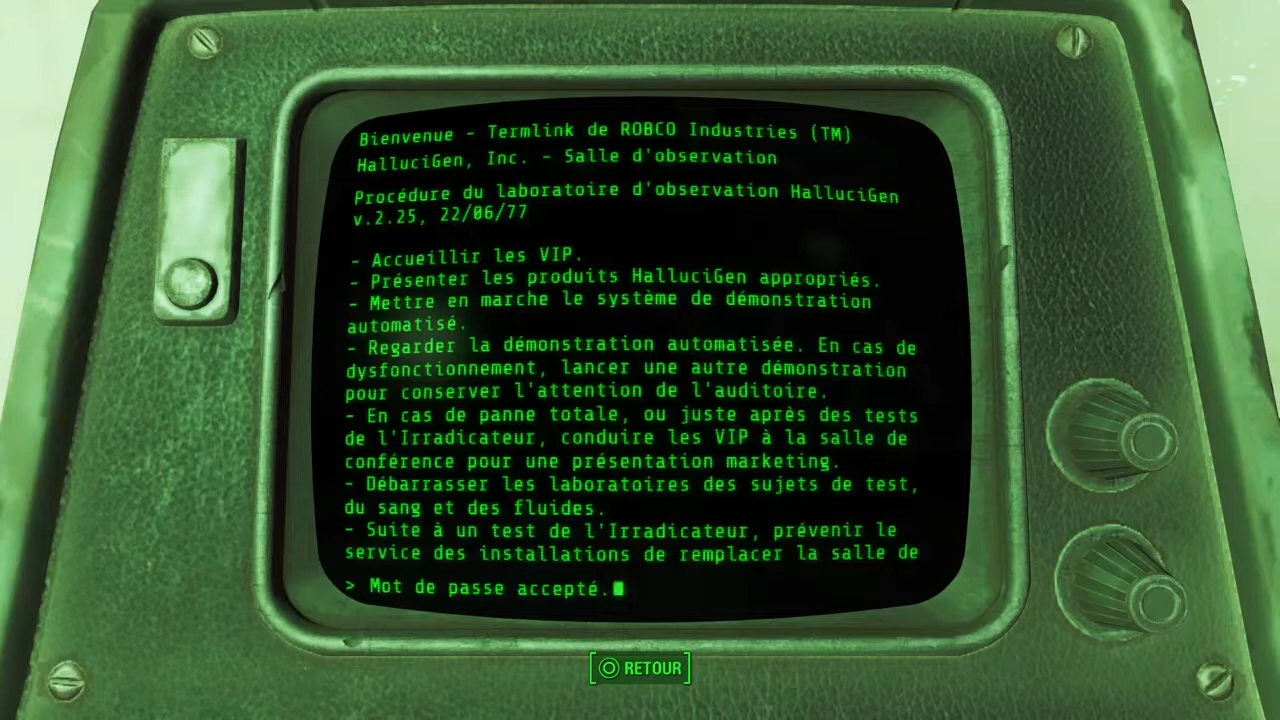 Bienvenue - Termlink de ROBCO Industries (TM)
HalluciGen, Inc. - Salle d'observation
Procédure du laboratoire d'observation HalluciGen
v.2.25, 22/06/77
- Accueillir les VIP.
- Présenter les produits HalluciGen appropriés.
- Mettre en marche le système de démonstration
automatisé.
- Regarder la démonstration automatisée. En cas de
dysfonctionnement, lancer une autre démonstration
pour conserver l'attention de l'auditoire.
- En cas de panne totale, ou juste après des tests
de l'Irradicateur, conduire les VIP à la salle de
conférence pour une présentation marketing.
- Débarrasser les laboratoires des sujets de test,
du sang et des fluides.
- Suite à un test de l'Irradicateur, prévenir le
service des installations de remplacer la salle de
> Mot de passe accepté.
RETOUR